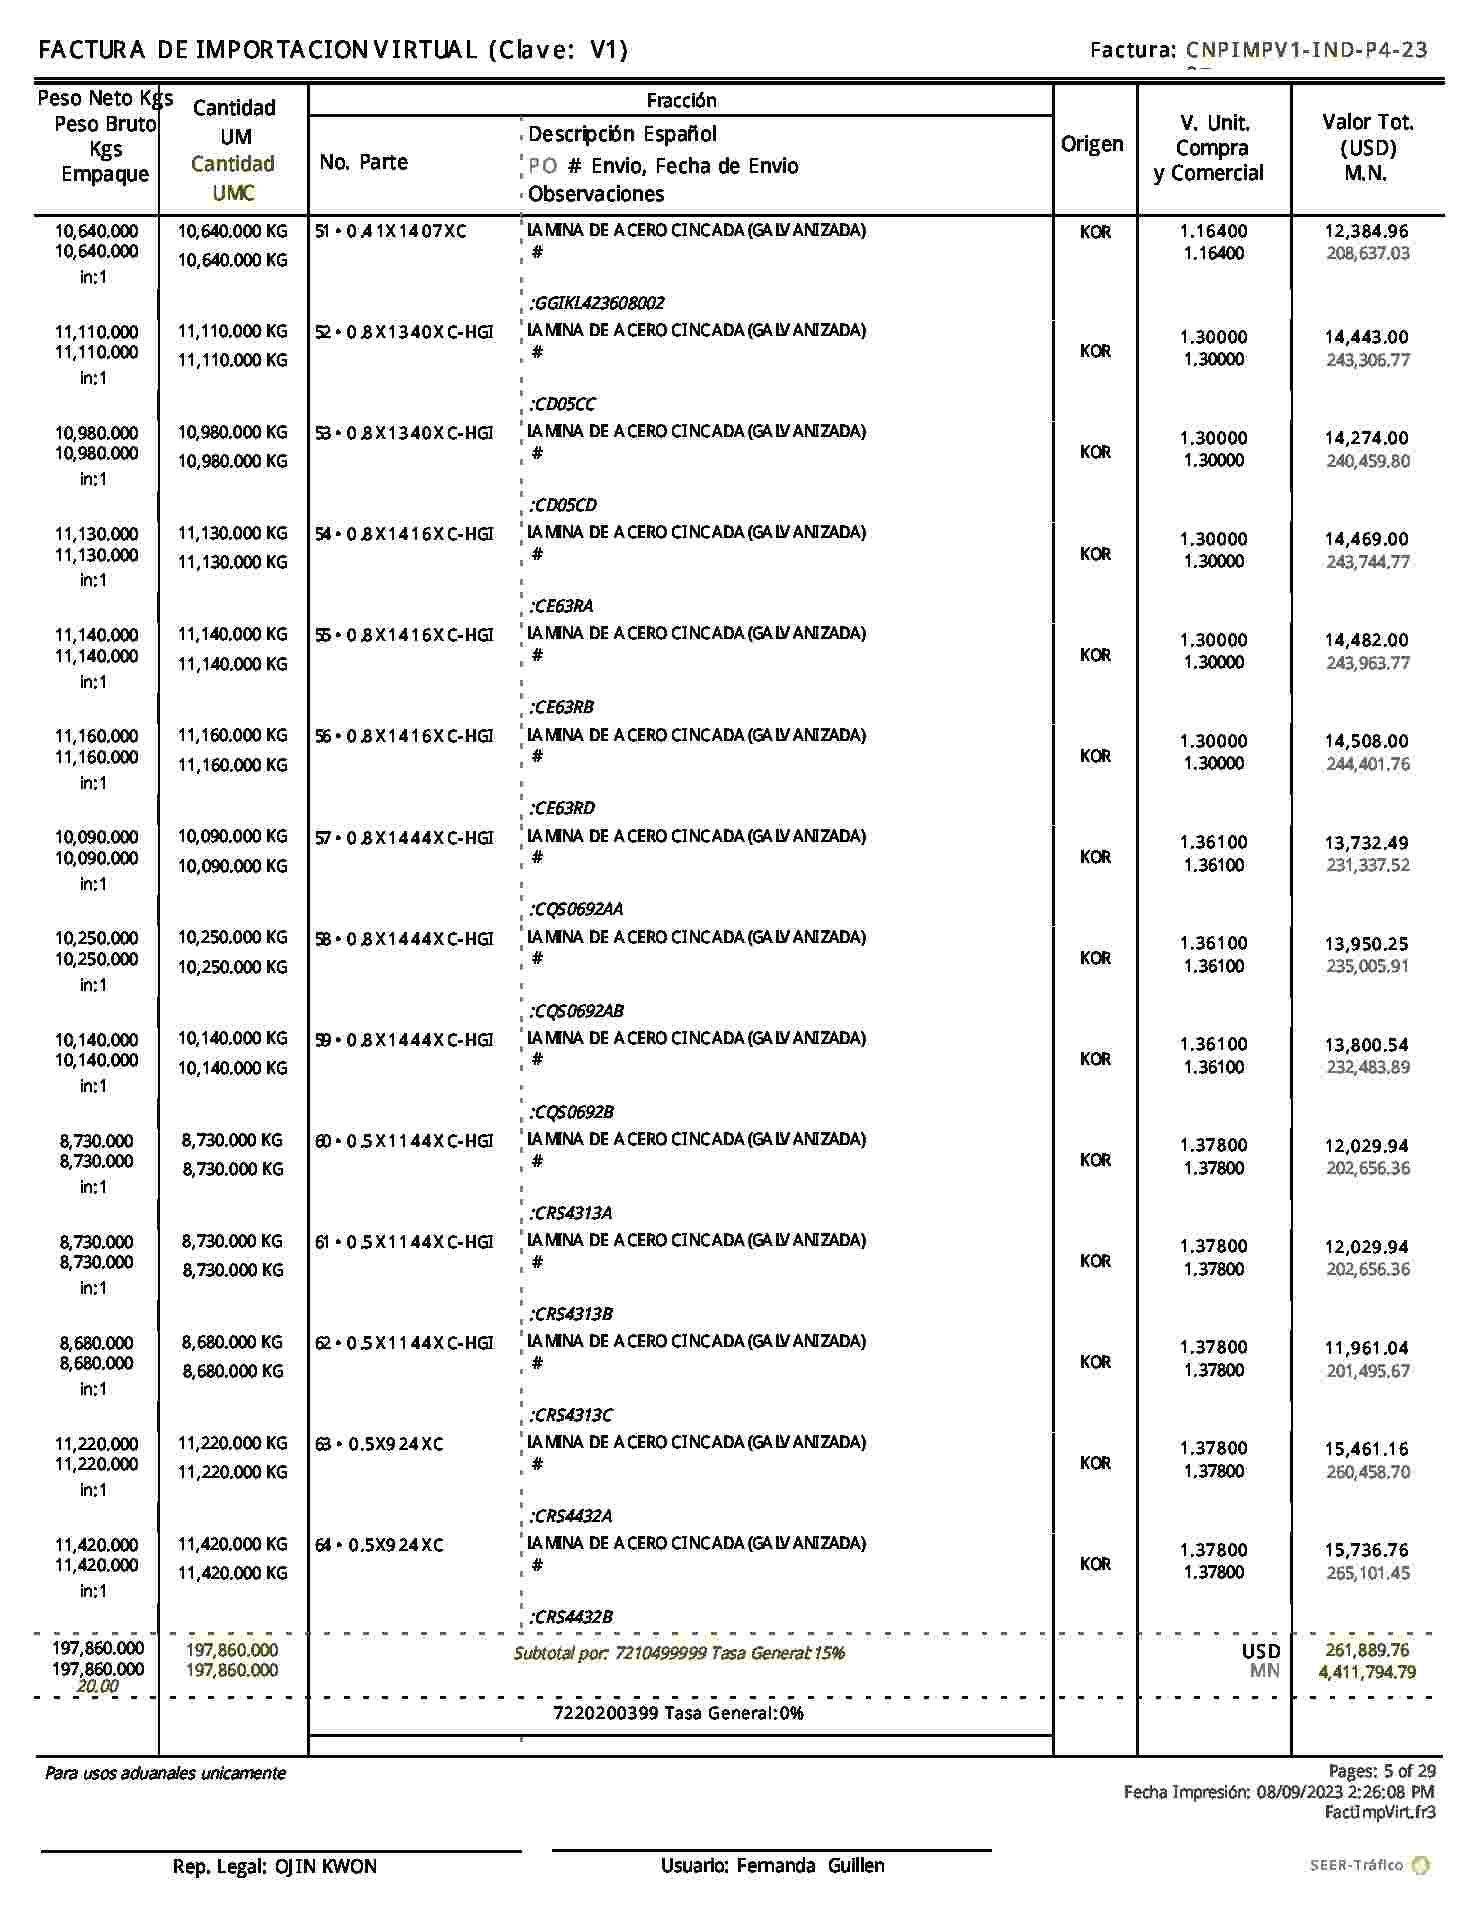 FACTURA DE IMPORTACION VIRTUAL (Clave: V1) Factura: CNPIMPV1-IND-P4-23
Peso Neto Kgs
Peso Bruto
Kgs
Empaque
Cantidad
UM
Cantidad
UMC
Fracción
No. Parte
Descripción Español
PO # Envio, Fecha de Envio
Observaciones
Origen
V. Unit.
Compra
y Comercial
Valor Tot.
(USD)
M.N.
10,640.000 10,640.000 KG 51 • 0.41X1407XC LAMINA DE ACERO CINCADA (GALVANIZADA) KOR 1.16400 12,384.96
10,640.000 10,640.000 KG # 1.16400 208,637.03
in:1
:GGIKL423608002
11,110.000 11,110.000 KG 52 • 0.8X1340XC-HGI LAMINA DE ACERO CINCADA (GALVANIZADA) KOR 1.30000 14,443.00
11,110.000 11,110.000 KG # 1.30000 243,306.77
in:1
:CD05CC
10,980.000 10,980.000 KG 53 • 0.8X1340XC-HGI LAMINA DE ACERO CINCADA (GALVANIZADA) KOR 1.30000 14,274.00
10,980.000 10,980.000 KG # 1.30000 240,459.80
in:1
:CD05CD
11,130.000 11,130.000 KG 54 • 0.8X1416XC-HGI LAMINA DE ACERO CINCADA (GALVANIZADA) KOR 1.30000 14,469.00
11,130.000 11,130.000 KG # 1.30000 243,744.77
in:1
:CE63RA
11,140.000 11,140.000 KG 55 • 0.8X1416XC-HGI LAMINA DE ACERO CINCADA (GALVANIZADA) KOR 1.30000 14,482.00
11,140.000 11,140.000 KG # 1.30000 243,963.77
in:1
:CE63RB
11,160.000 11,160.000 KG 56 • 0.8X1416XC-HGI LAMINA DE ACERO CINCADA (GALVANIZADA) KOR 1.30000 14,508.00
11,160.000 11,160.000 KG # 1.30000 244,401.76
in:1
:CE63RD
10,090.000 10,090.000 KG 57 • 0.8X1444XC-HGI LAMINA DE ACERO CINCADA (GALVANIZADA) KOR 1.36100 13,732.49
10,090.000 10,090.000 KG # 1.36100 231,337.52
in:1
:CQS0692AA
10,250.000 10,250.000 KG 58 • 0.8X1444XC-HGI LAMINA DE ACERO CINCADA (GALVANIZADA) KOR 1.36100 13,950.25
10,250.000 10,250.000 KG # 1.36100 235,005.91
in:1
:CQS0692AB
10,140.000 10,140.000 KG 59 • 0.8X1444XC-HGI LAMINA DE ACERO CINCADA (GALVANIZADA) KOR 1.36100 13,800.54
10,140.000 10,140.000 KG # 1.36100 232,483.89
in:1
:CQS0692B
8,730.000 8,730.000 KG 60 • 0.5X1144XC-HGI LAMINA DE ACERO CINCADA (GALVANIZADA) KOR 1.37800 12,029.94
8,730.000 8,730.000 KG # 1.37800 202,656.36
in:1
:CRS4313A
8,730.000 8,730.000 KG 61 • 0.5X1144XC-HGI LAMINA DE ACERO CINCADA (GALVANIZADA) KOR 1.37800 12,029.94
8,730.000 8,730.000 KG # 1.37800 202,656.36
in:1
:CRS4313B
8,680.000 8,680.000 KG 62 • 0.5X1144XC-HGI LAMINA DE ACERO CINCADA (GALVANIZADA) KOR 1.37800 11,961.04
8,680.000 8,680.000 KG # 1.37800 201,495.67
in:1
:CRS4313C
11,220.000 11,220.000 KG 63 • 0.5X924XC LAMINA DE ACERO CINCADA (GALVANIZADA) KOR 1.37800 15,461.16
11,220.000 11,220.000 KG # 1.37800 260,458.70
in:1
:CRS4432A
11,420.000 11,420.000 KG 64 • 0.5X924XC LAMINA DE ACERO CINCADA (GALVANIZADA) KOR 1.37800 15,736.76
11,420.000 11,420.000 KG # 1.37800 265,101.45
in:1
:CRS4432B
197,860.000 197,860.000 Subtotal por: 7210499999 Tasa General:15% USD 261,889.76
197,860.000 197,860.000 MN 4,411,794.79
20.00
7220200399 Tasa General:0%
Para usos aduanales unicamente Pages: 5 of 29
Fecha Impresión: 08/09/2023 2:26:08 PM
FactImpVirt.fr3
Rep. Legal: OJIN KWON Usuario: Fernanda Guillen SEER-Tráfico